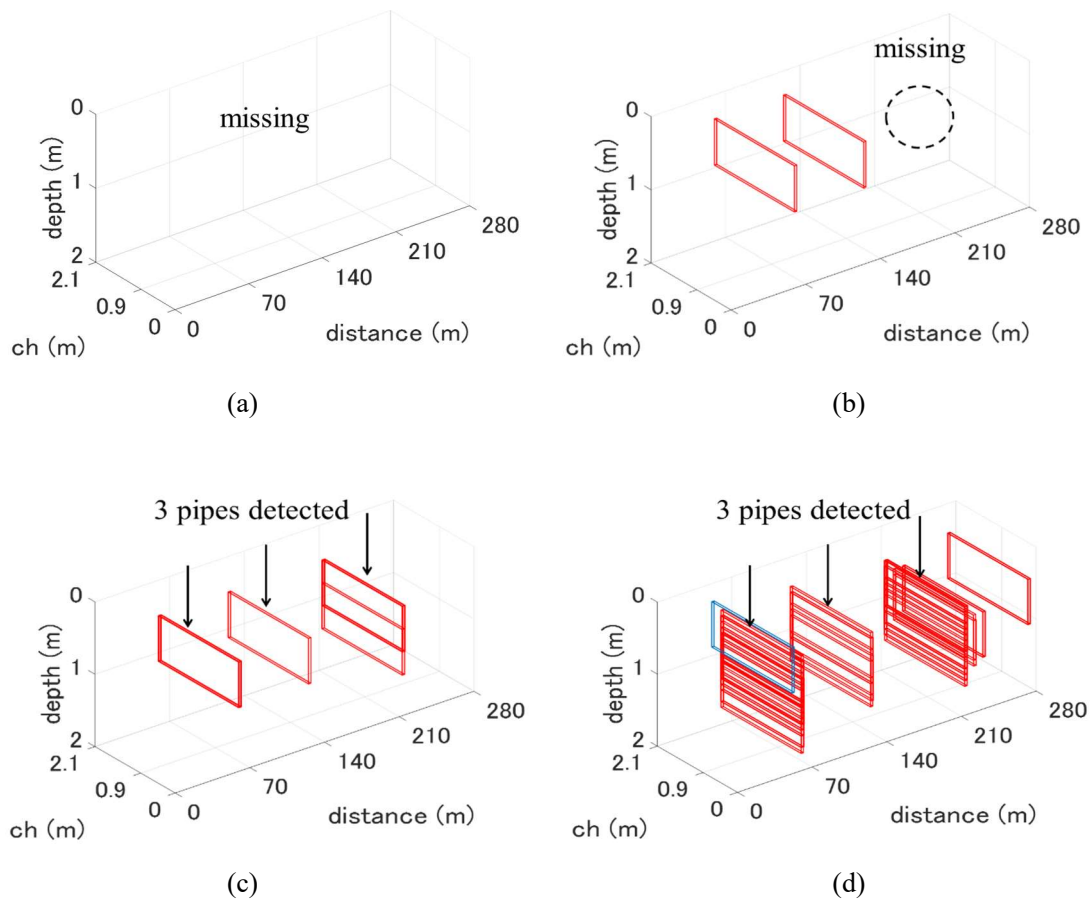 missing
0
1
2
depth (m)
2.1
0.9
0
ch (m)
0
70
140
210
280
distance (m)
(a)
missing
0
1
2
depth (m)
2.1
0.9
0
ch (m)
0
70
140
210
280
distance (m)
(b)
3 pipes detected
0
1
2
depth (m)
2.1
0.9
0
ch (m)
0
70
140
210
280
distance (m)
(c)
3 pipes detected
0
1
2
depth (m)
2.1
0.9
0
ch (m)
0
70
140
210
280
distance (m)
(d)